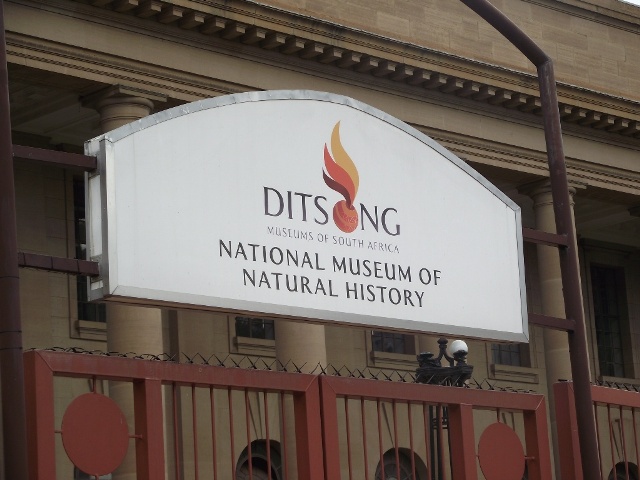 DITSONG
MUSEUMS OF SOUTH AFRICA
NATIONAL MUSEUM OF
NATURAL HISTORY